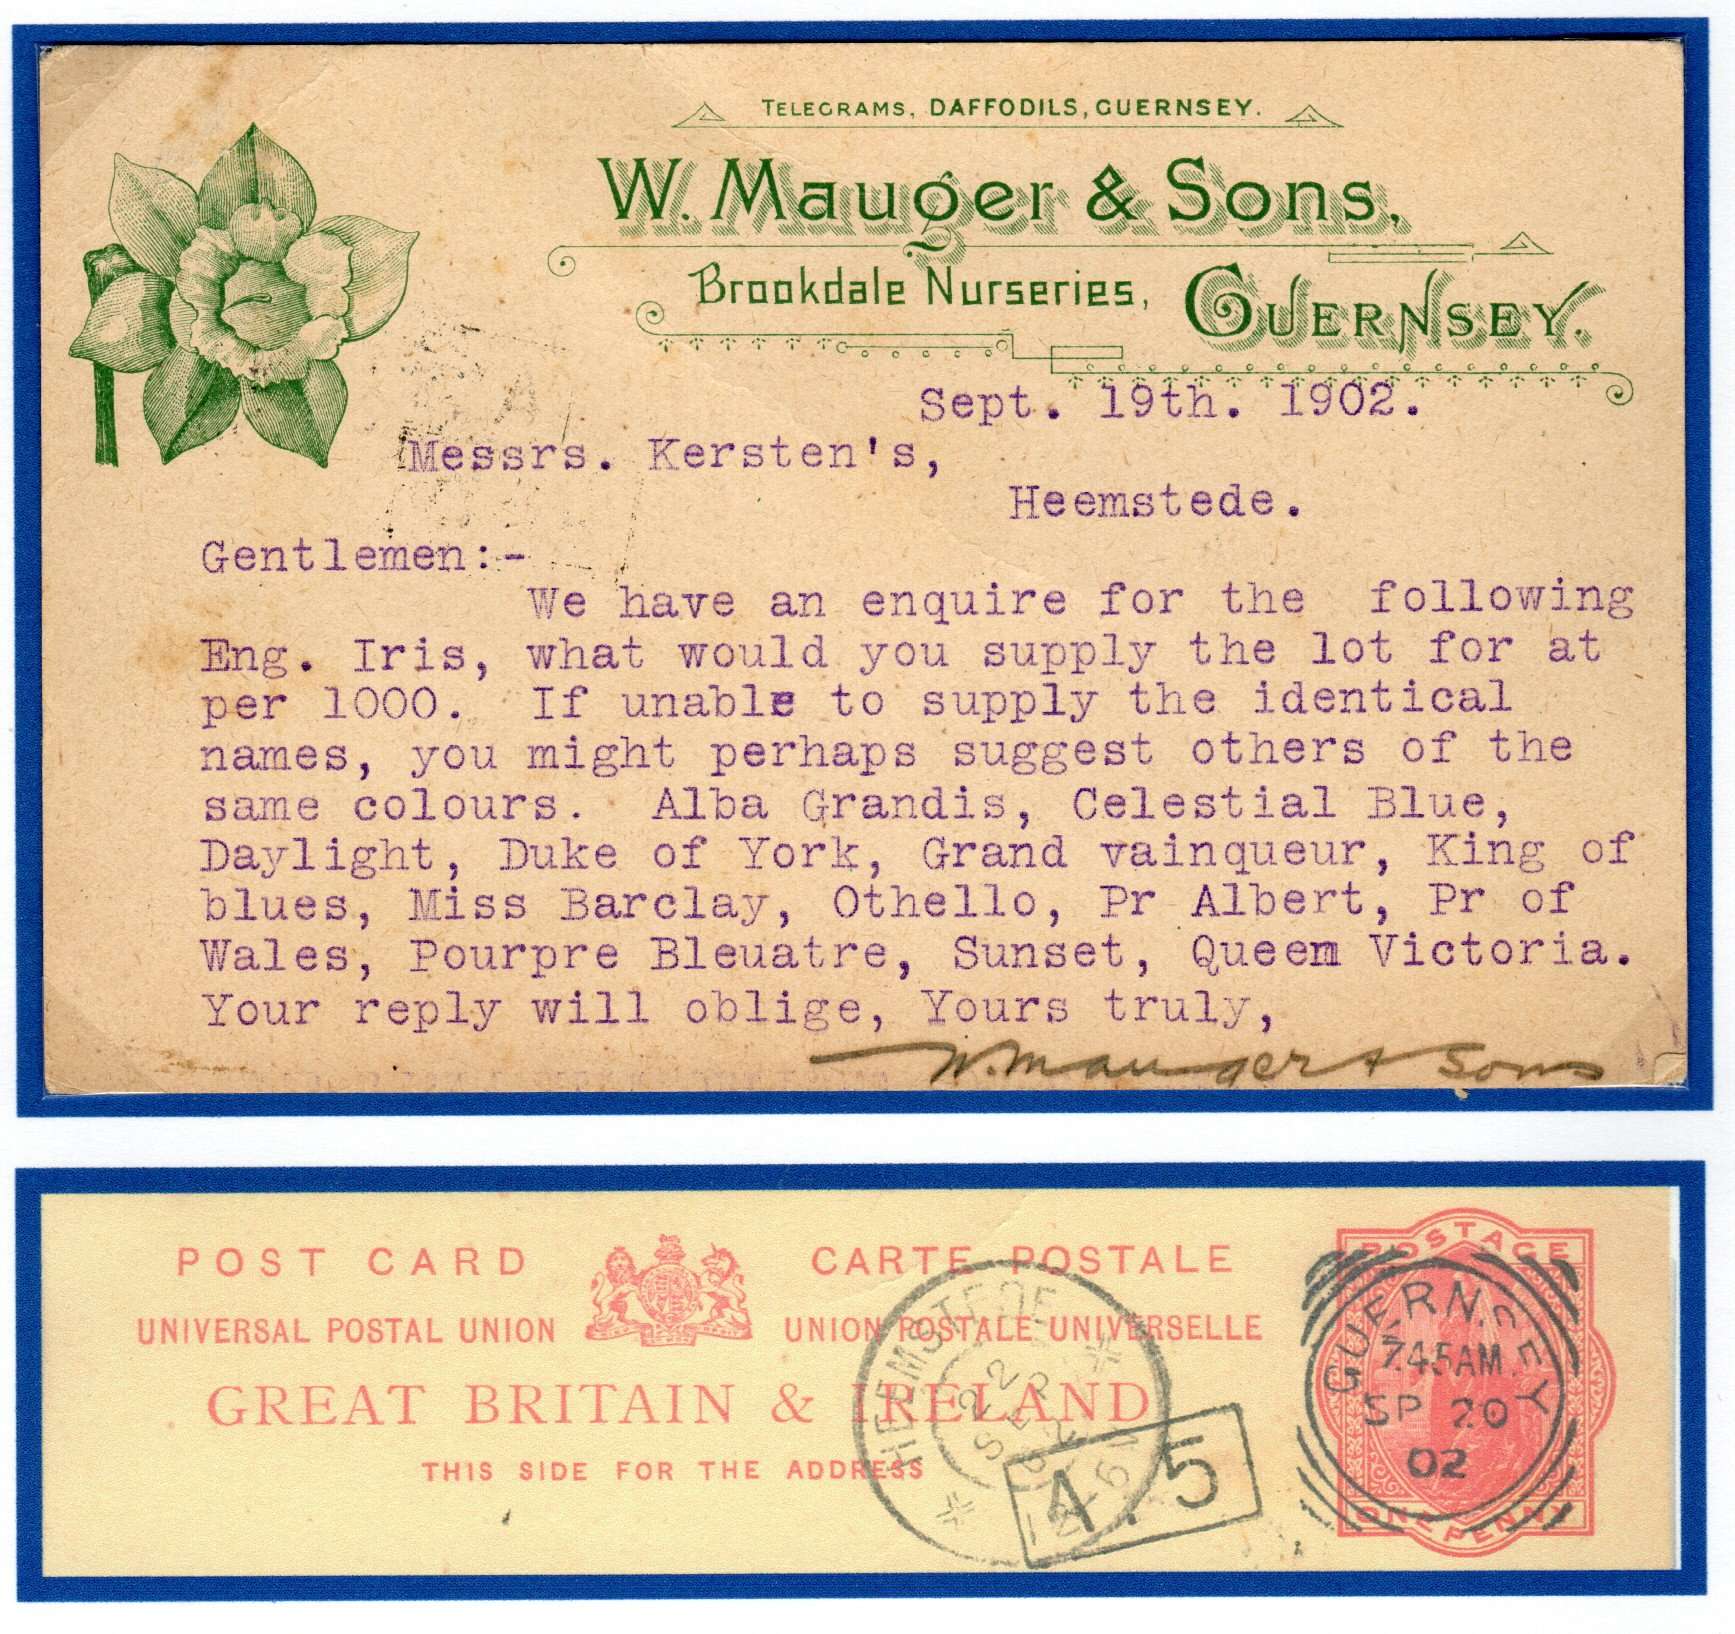 TELEGRAMS, DAFFODILS, GUERNSEY.
W. Mauger & Sons,
Brookdale Nurseries, GUERNSEY.
Sept. 19th. 1902.
Messrs. Kersten's,
Heemstede.
Gentlemen:-
We have an enquire for the following
Eng. Iris, what would you supply the lot for at
per 1000. If unable to supply the identical
names, you might perhaps suggest others of the
same colours. Alba Grandis, Celestial Blue,
Daylight, Duke of York, Grand vainqueur, King of
blues, Miss Barclay, Othello, Pr Albert, Pr of
Wales, Pourpre Bleuatre, Sunset, Queen Victoria.
Your reply will oblige, Yours truly,
W. Mauger & Sons
POST CARD CARTE POSTALE
UNIVERSAL POSTAL UNION UNION POSTALE UNIVERSELLE
GREAT BRITAIN & IRELAND
THIS SIDE FOR THE ADDRESS
HEEMSTEDE
22
SEP
02
A.5
POSTAGE
ONE PENNY
GUERNSEY
7.45AM
SP 20
02